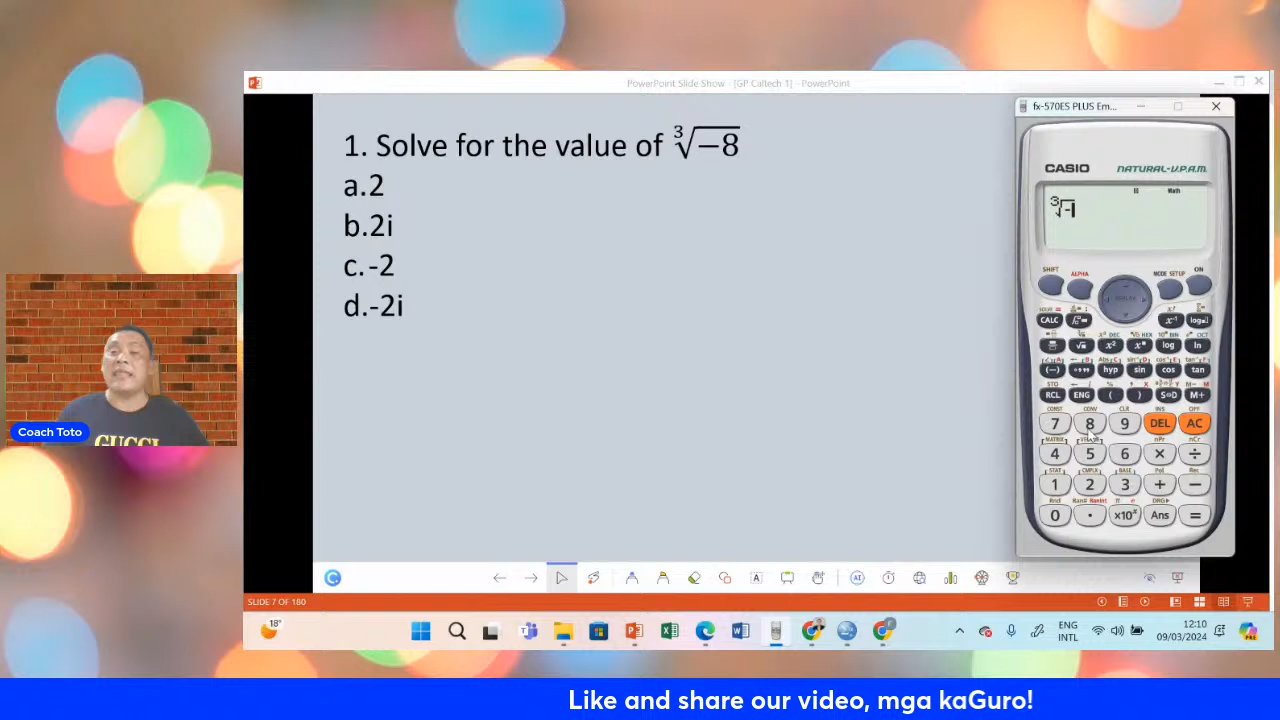 PowerPoint Slide Show - [GP Caltech 1] - PowerPoint
1. Solve for the value of ∛−8
a.2
b.2i
c.-2
d.-2i
fx-570ES PLUS Em...
CASIO NATURAL-V.P.A.M.
Math
∛-
SHIFT ALPHA MODE SETUP ON
CALC
log ln
(−) hyp sin cos tan
RCL ENG ( ) S⇔D M+
7 8 9 DEL AC
4 5 6 × ÷
1 2 3 + −
0 . ×10ˣ Ans =
GUCCI
Coach Toto
SLIDE 7 OF 180
18°
ENG
INTL
12:10
09/03/2024
Like and share our video, mga kaGuro!